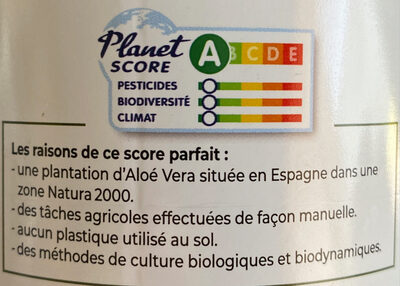 Planet
SCORE
A B C D E
PESTICIDES
BIODIVERSITÉ
CLIMAT
Les raisons de ce score parfait :
- une plantation d'Aloé Vera située en Espagne dans une
zone Natura 2000.
- des tâches agricoles effectuées de façon manuelle.
- aucun plastique utilisé au sol.
- des méthodes de culture biologiques et biodynamiques.